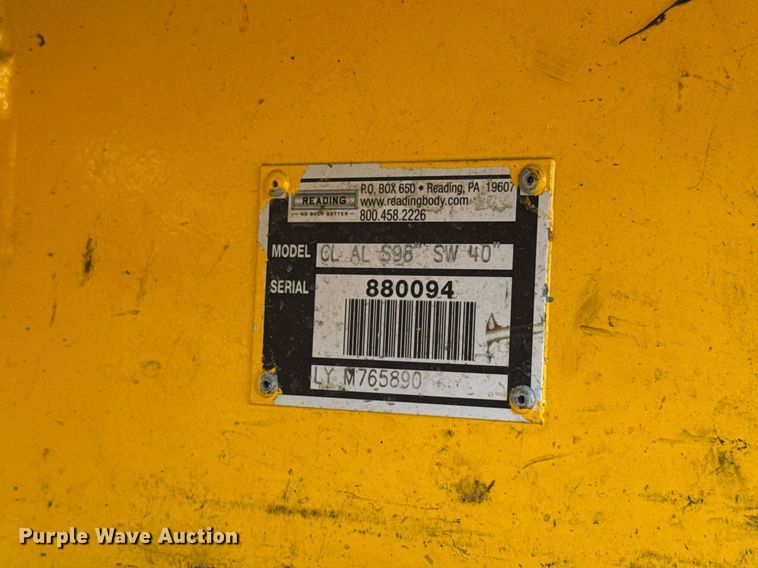 READING
NO BODY BETTER
P.O. BOX 650 • Reading, PA 19607
www.readingbody.com
800.458.2226
MODEL CL AL S98" SW 40"
SERIAL 880094
LY M765890
Purple Wave Auction®